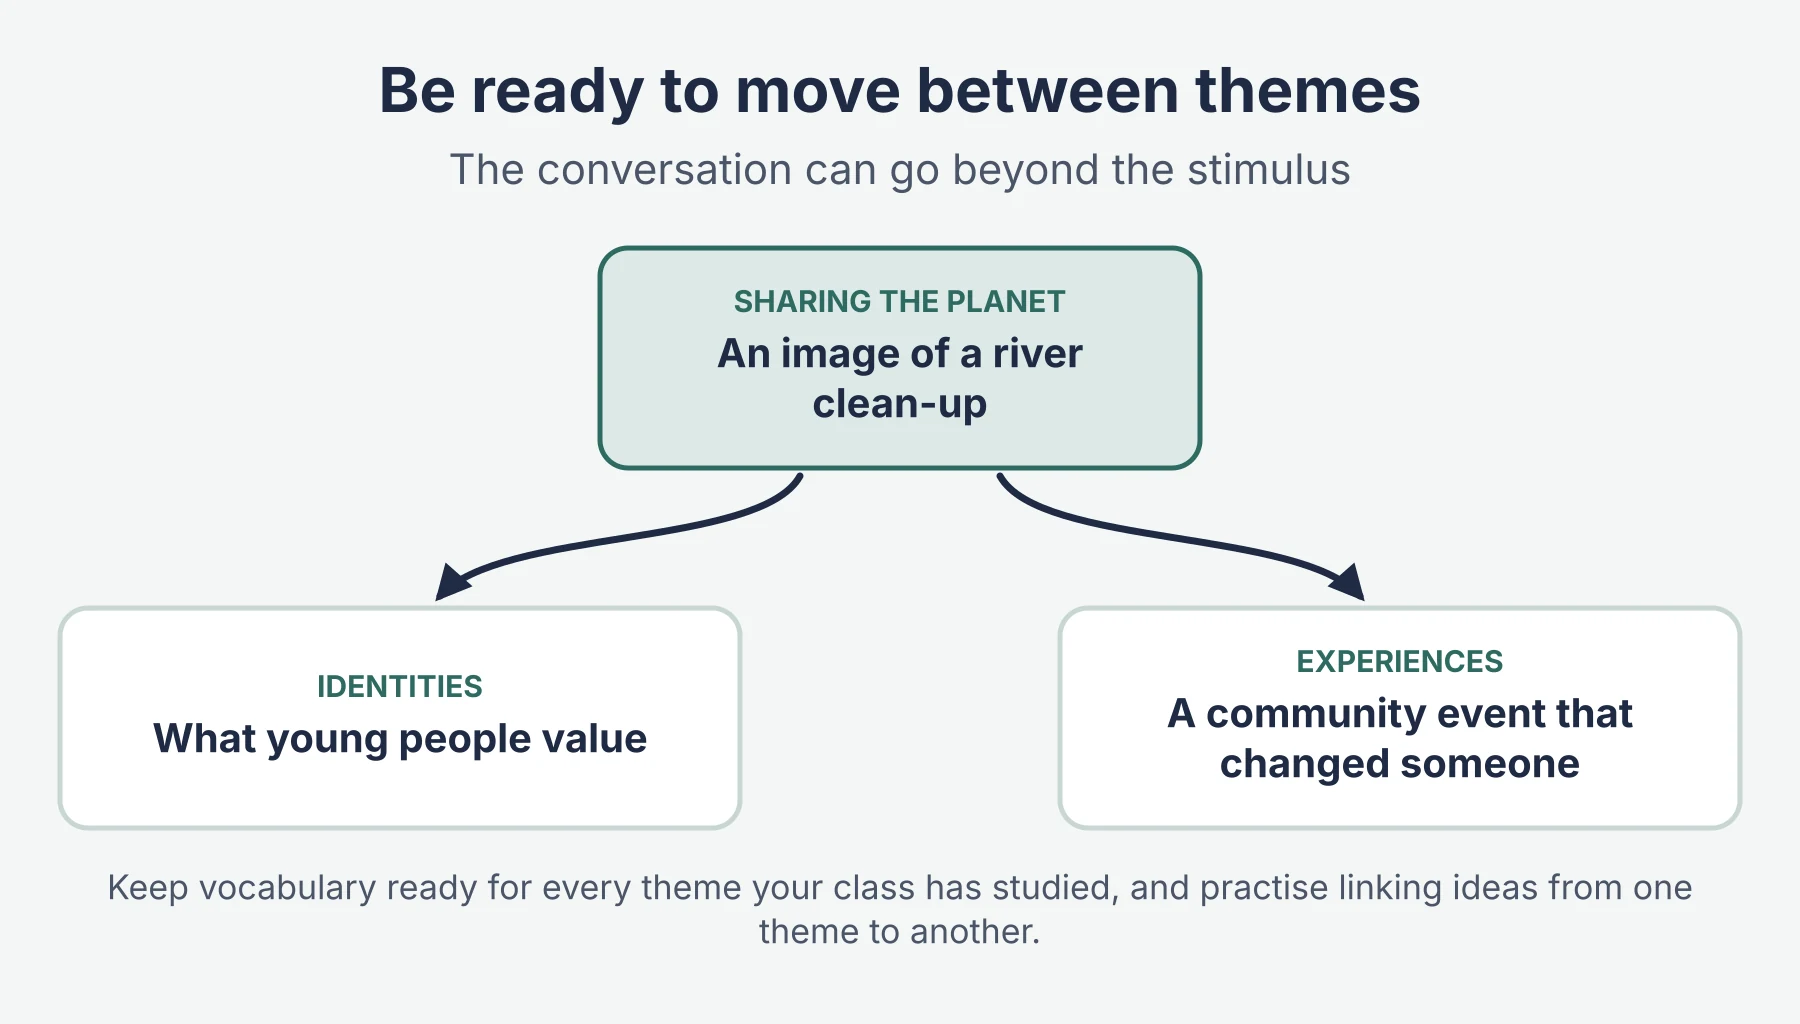 Be ready to move between themes
The conversation can go beyond the stimulus
SHARING THE PLANET
An image of a river
clean-up
IDENTITIES
What young people value
EXPERIENCES
A community event that
changed someone
Keep vocabulary ready for every theme your class has studied, and practise linking ideas from one
theme to another.